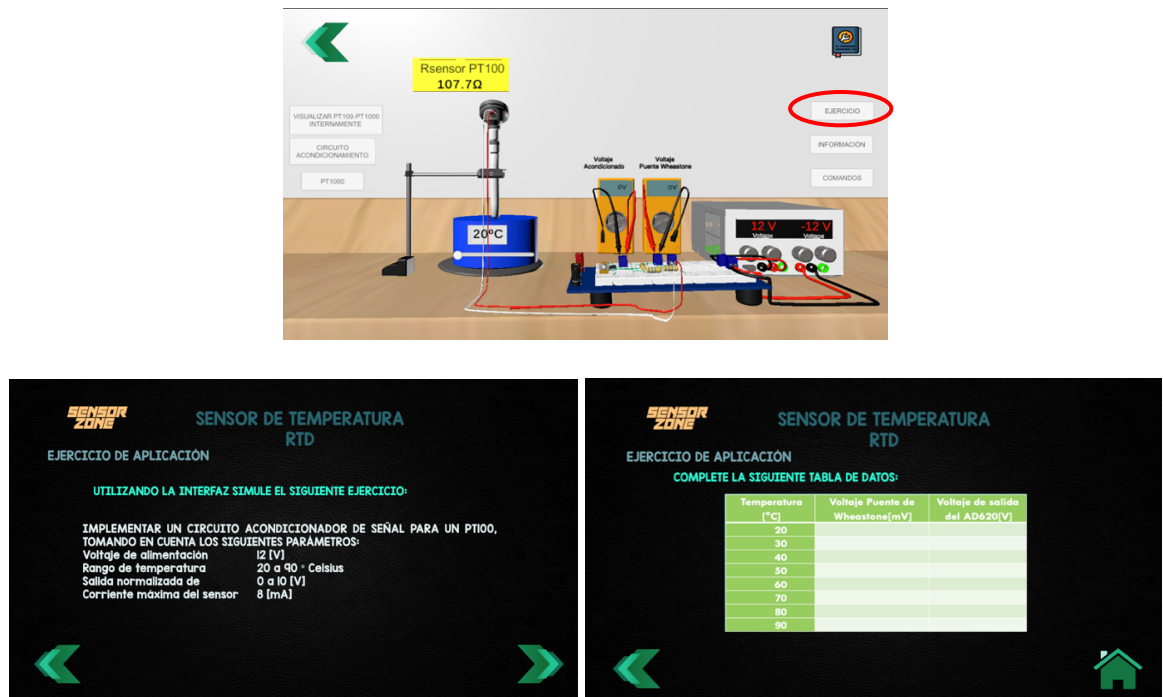 Rsensor PT100
107.7Ω
VISUALIZAR PT100-PT1000
INTERNAMENTE
CIRCUITO
ACONDICIONAMIENTO
PT1000
EJERCICIO
INFORMACIÓN
COMANDOS
Voltaje
Acondicionado
Voltaje
Puente Wheastone
0V
0V
20ºC
12 V
Voltage
-12 V
Voltage
SENSOR
ZONE
SENSOR DE TEMPERATURA
RTD
EJERCICIO DE APLICACIÓN
UTILIZANDO LA INTERFAZ SIMULE EL SIGUIENTE EJERCICIO:
IMPLEMENTAR UN CIRCUITO ACONDICIONADOR DE SEÑAL PARA UN PT100,
TOMANDO EN CUENTA LOS SIGUIENTES PARÁMETROS:
Voltaje de alimentación 12 [V]
Rango de temperatura 20 a 90 ° Celsius
Salida normalizada de 0 a 10 [V]
Corriente máxima del sensor 8 [mA]
SENSOR
ZONE
SENSOR DE TEMPERATURA
RTD
EJERCICIO DE APLICACIÓN
COMPLETE LA SIGUIENTE TABLA DE DATOS:
Temperatura [°C] Voltaje Puente de Wheastone[mV] Voltaje de salida del AD620[V]
20
30
40
50
60
70
80
90